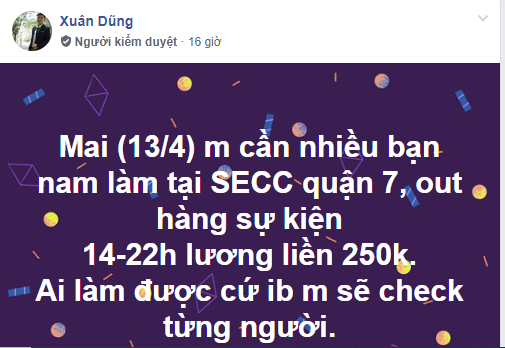 Xuân Dũng
Người kiểm duyệt · 16 giờ
Mai (13/4) m cần nhiều bạn
nam làm tại SECC quận 7, out
hàng sự kiện
14-22h lương liền 250k.
Ai làm được cứ ib m sẽ check
từng người.